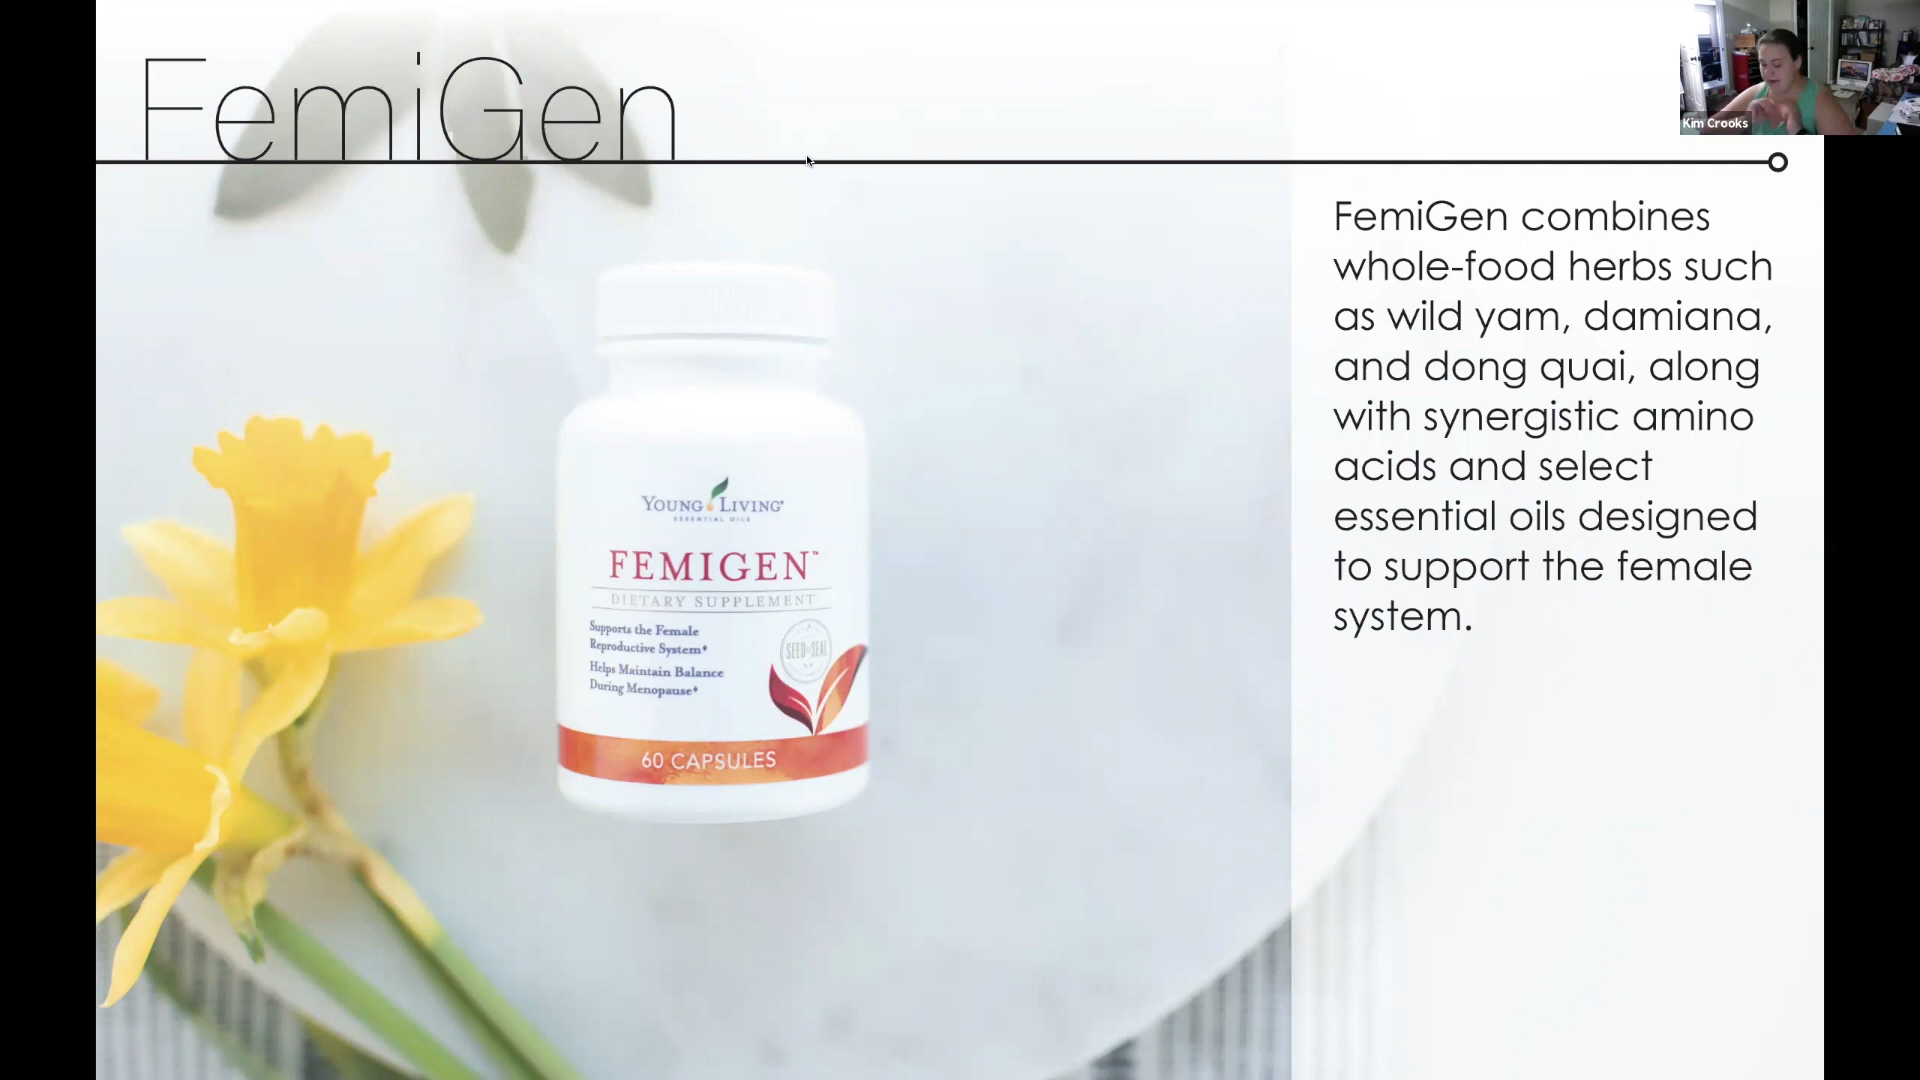 FemiGen
Kim Crooks
FemiGen combines
whole-food herbs such
as wild yam, damiana,
and dong quai, along
with synergistic amino
acids and select
essential oils designed
to support the female
system.
YOUNG LIVING
ESSENTIAL OILS
FEMIGEN™
DIETARY SUPPLEMENT
Supports the Female
Reproductive System*
Helps Maintain Balance
During Menopause*
SEED TO SEAL
60 CAPSULES